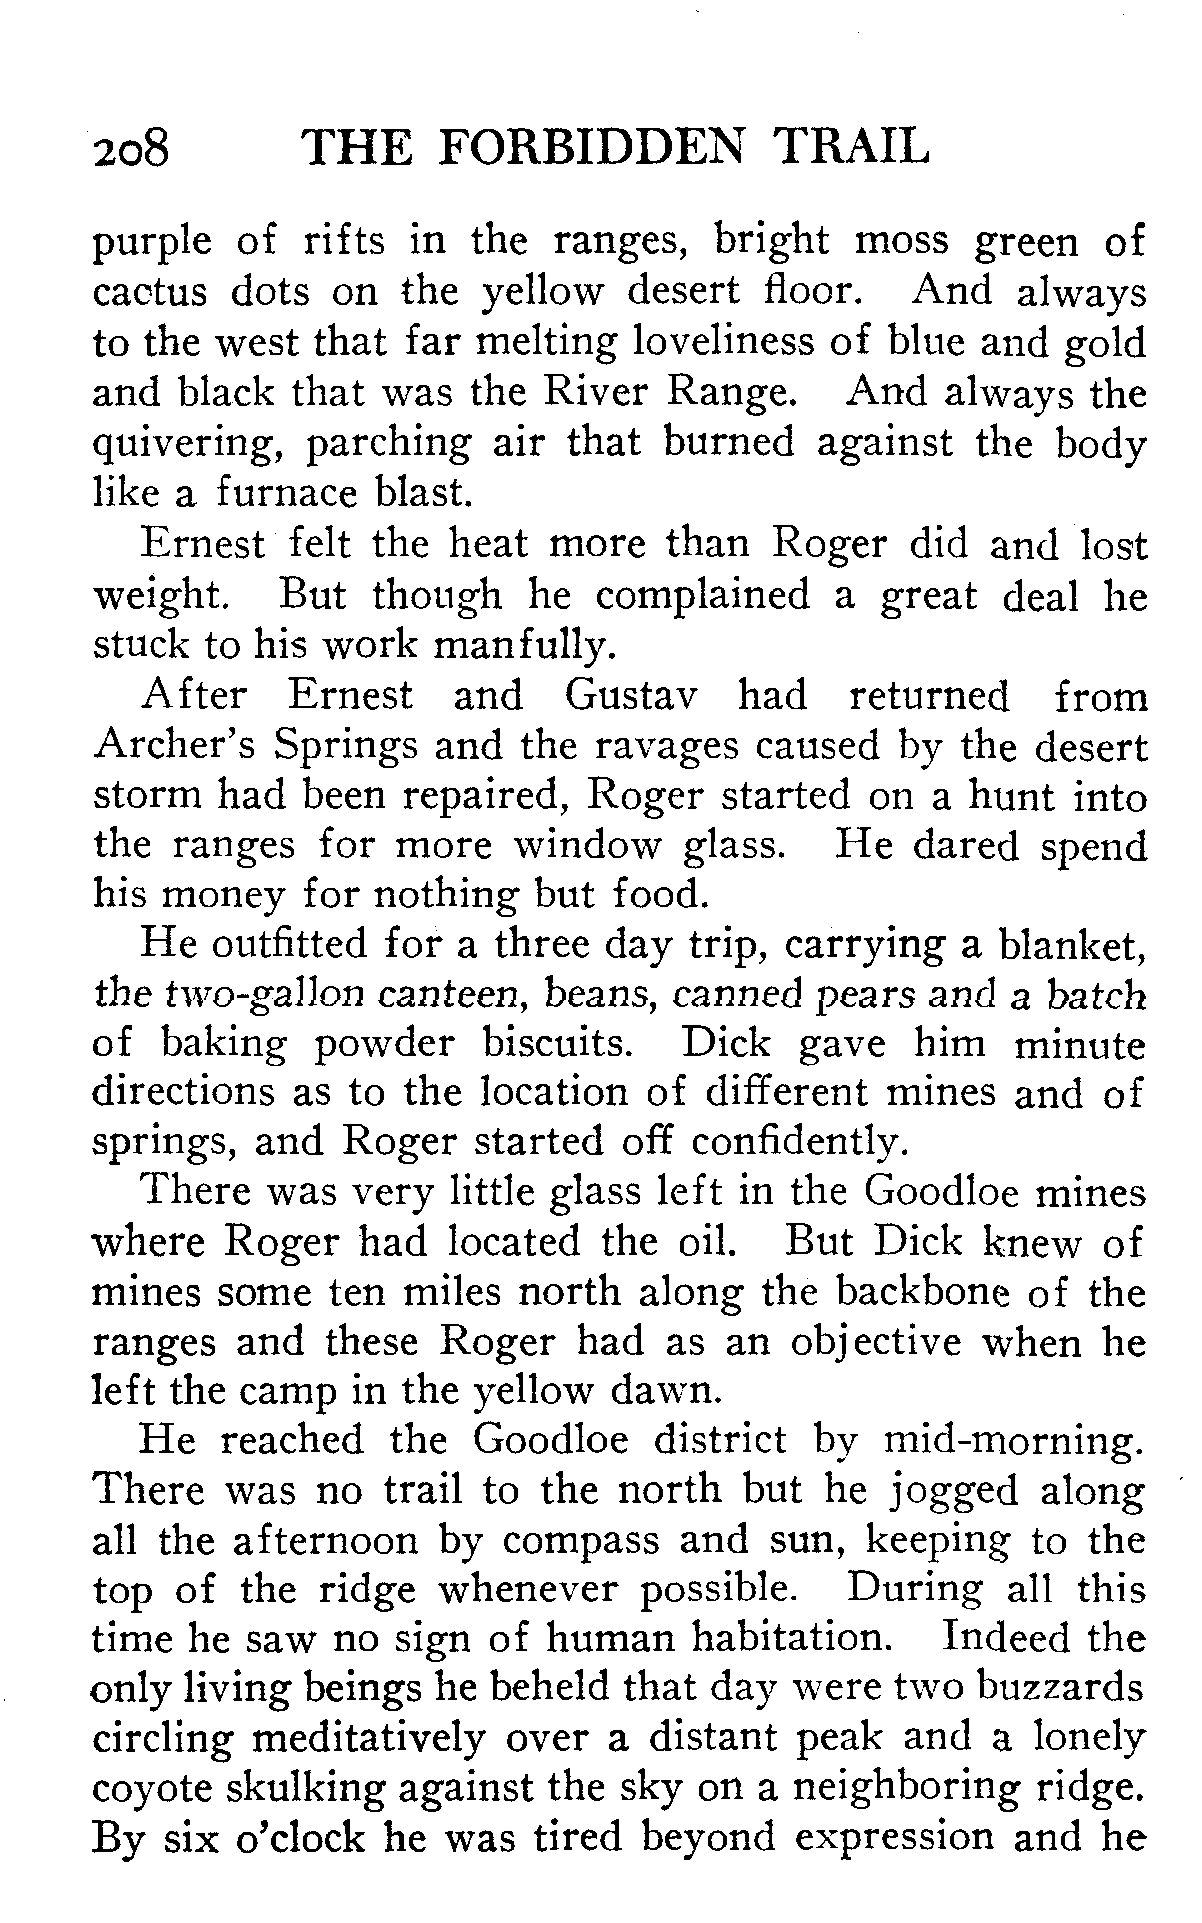 208 THE FORBIDDEN TRAIL
purple of rifts in the ranges, bright moss green of
cactus dots on the yellow desert floor. And always
to the west that far melting loveliness of blue and gold
and black that was the River Range. And always the
quivering, parching air that burned against the body
like a furnace blast.
Ernest felt the heat more than Roger did and lost
weight. But though he complained a great deal he
stuck to his work manfully.
After Ernest and Gustav had returned from
Archer's Springs and the ravages caused by the desert
storm had been repaired, Roger started on a hunt into
the ranges for more window glass. He dared spend
his money for nothing but food.
He outfitted for a three day trip, carrying a blanket,
the two-gallon canteen, beans, canned pears and a batch
of baking powder biscuits. Dick gave him minute
directions as to the location of different mines and of
springs, and Roger started off confidently.
There was very little glass left in the Goodloe mines
where Roger had located the oil. But Dick knew of
mines some ten miles north along the backbone of the
ranges and these Roger had as an objective when he
left the camp in the yellow dawn.
He reached the Goodloe district by mid-morning.
There was no trail to the north but he jogged along
all the afternoon by compass and sun, keeping to the
top of the ridge whenever possible. During all this
time he saw no sign of human habitation. Indeed the
only living beings he beheld that day were two buzzards
circling meditatively over a distant peak and a lonely
coyote skulking against the sky on a neighboring ridge.
By six o'clock he was tired beyond expression and he